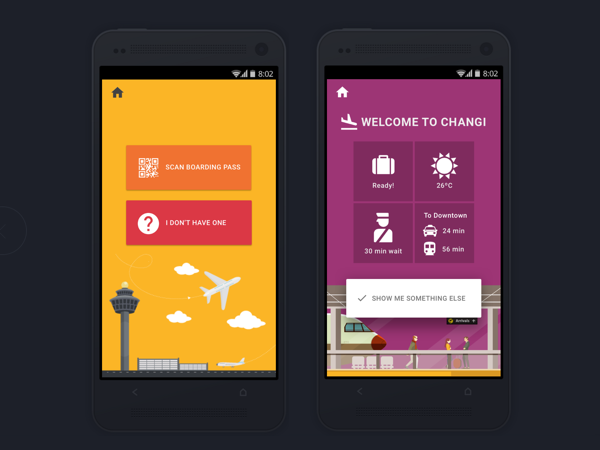 8:02
SCAN BOARDING PASS
I DON'T HAVE ONE
8:02
WELCOME TO CHANGI
Ready!
26°C
30 min wait
To Downtown
24 min
56 min
SHOW ME SOMETHING ELSE
Arrivals